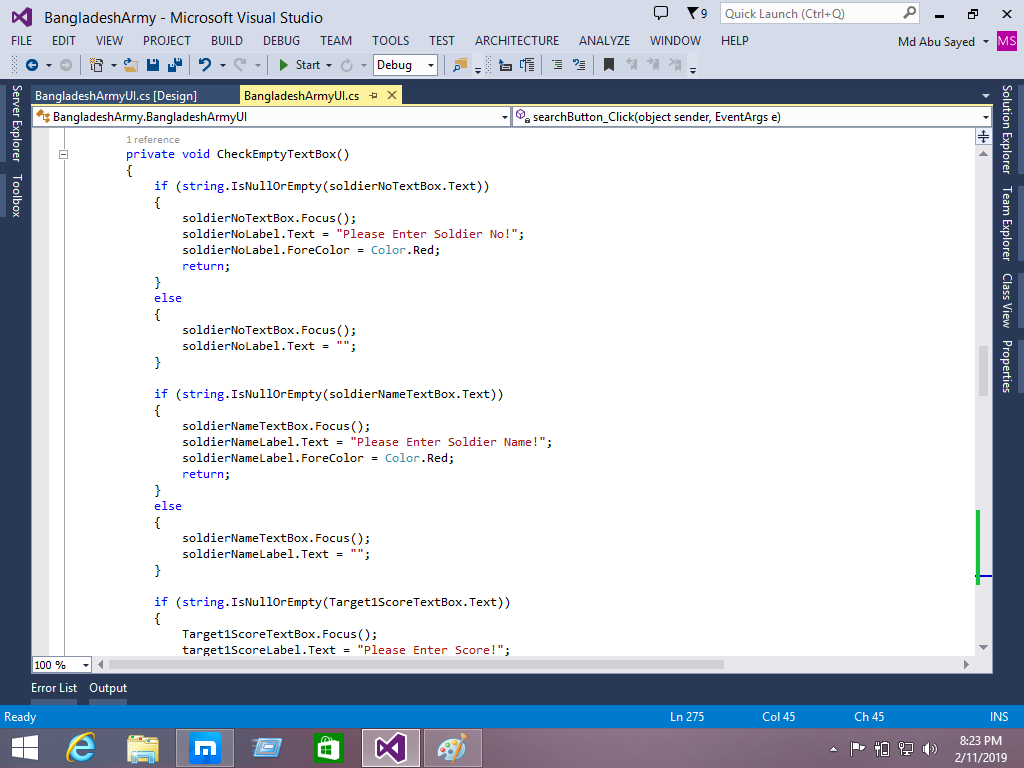 BangladeshArmy - Microsoft Visual Studio
9
Quick Launch (Ctrl+Q)
FILE EDIT VIEW PROJECT BUILD DEBUG TEAM TOOLS TEST ARCHITECTURE ANALYZE WINDOW HELP
Md Abu Sayed MS
Start Debug
BangladeshArmyUI.cs [Design] BangladeshArmyUI.cs
BangladeshArmy.BangladeshArmyUI searchButton_Click(object sender, EventArgs e)
Server Explorer
Toolbox
1 reference
private void CheckEmptyTextBox()
{
if (string.IsNullOrEmpty(soldierNoTextBox.Text))
{
soldierNoTextBox.Focus();
soldierNoLabel.Text = "Please Enter Soldier No!";
soldierNoLabel.ForeColor = Color.Red;
return;
}
else
{
soldierNoTextBox.Focus();
soldierNoLabel.Text = "";
}
if (string.IsNullOrEmpty(soldierNameTextBox.Text))
{
soldierNameTextBox.Focus();
soldierNameLabel.Text = "Please Enter Soldier Name!";
soldierNameLabel.ForeColor = Color.Red;
return;
}
else
{
soldierNameTextBox.Focus();
soldierNameLabel.Text = "";
}
if (string.IsNullOrEmpty(Target1ScoreTextBox.Text))
{
Target1ScoreTextBox.Focus();
target1ScoreLabel.Text = "Please Enter Score!";
Solution Explorer
Team Explorer
Class View
Properties
100 %
Error List Output
Ready Ln 275 Col 45 Ch 45 INS
8:23 PM
2/11/2019